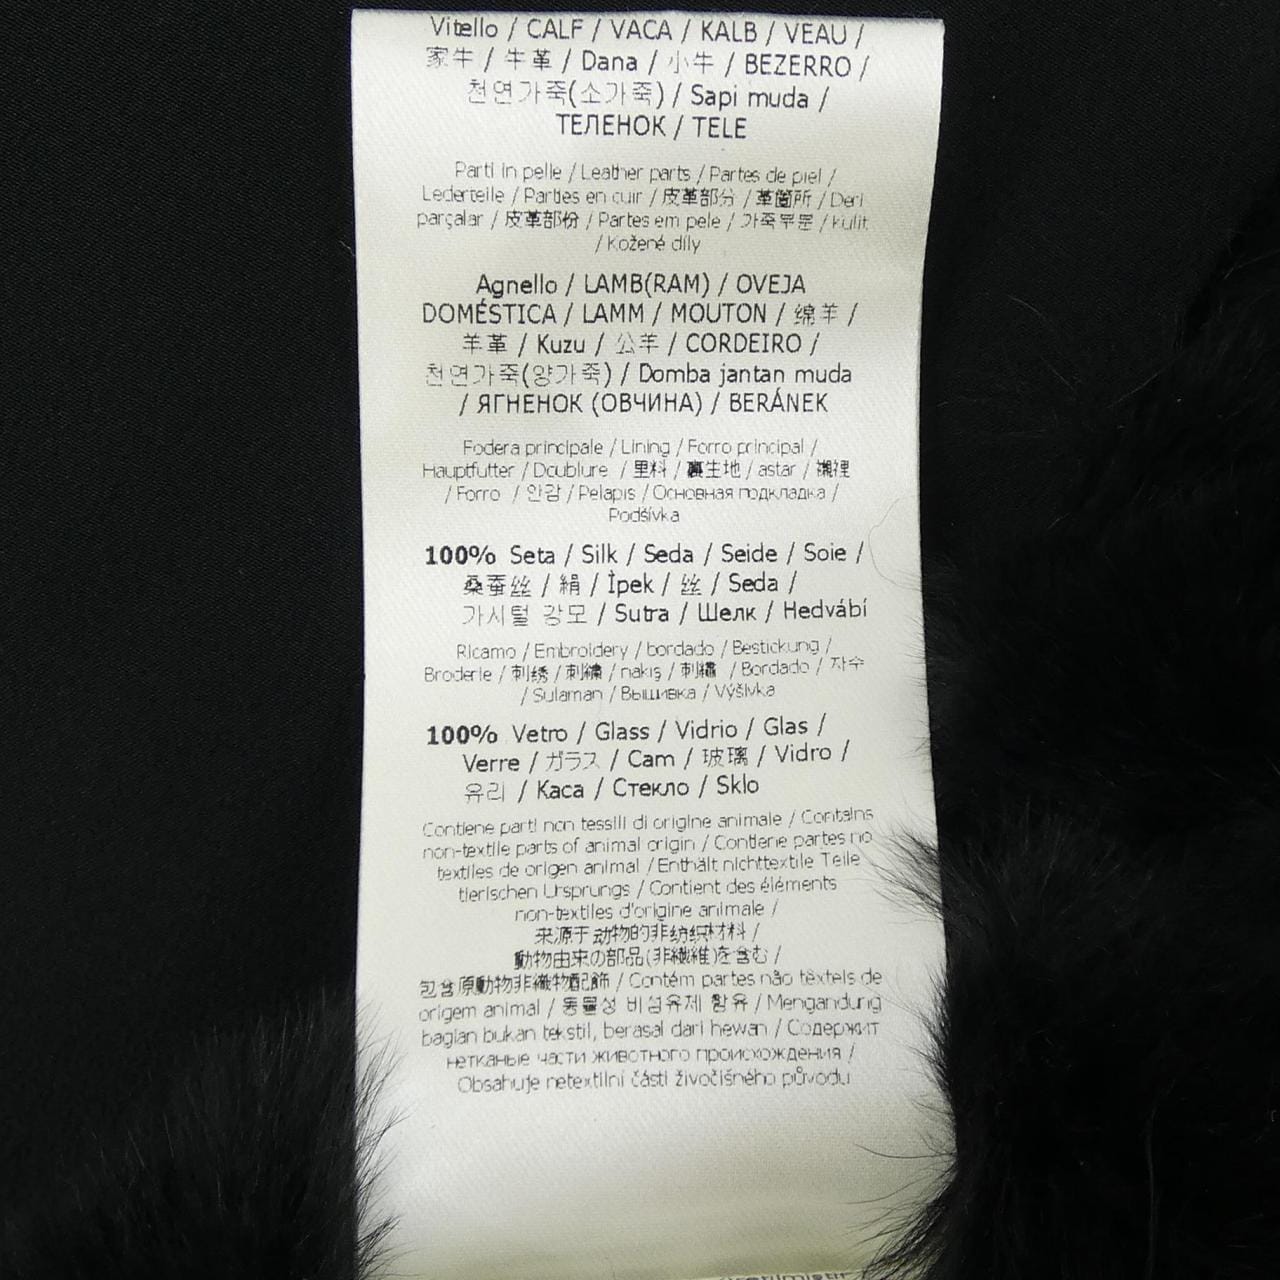 Vitello / CALF / VACA / KALB / VEAU /
家牛 / 牛革 / Dana / 小牛 / BEZERRO /
천연가죽(소가죽) / Sapi muda /
ТЕЛЕНОК / TELE
Parti in pelle / Leather parts / Partes de piel /
Lederteile / Parties en cuir / 皮革部分 / 革箇所 / Deri
parçalar / 皮革部份 / Partes em pele / 가죽부분 / kulit
/ Kožené díly
Agnello / LAMB(RAM) / OVEJA
DOMÉSTICA / LAMM / MOUTON / 绵羊 /
羊革 / Kuzu / 公羊 / CORDEIRO /
천연가죽(양가죽) / Domba jantan muda
/ ЯГНЕНОК (ОВЧИНА) / BERÁNEK
Fodera principale / Lining / Forro principal /
Hauptfutter / Doublure / 里料 / 裏生地 / astar / 襯裡
/ Forro / 안감 / Pelapis / Основная подкладка /
Podšívka
100% Seta / Silk / Seda / Seide / Soie /
桑蚕丝 / 絹 / İpek / 丝 / Seda /
가시털 강모 / Sutra / Шелк / Hedvábí
Ricamo / Embroidery / bordado / Bestickung /
Broderie / 刺绣 / 刺繍 / nakış / 刺繡 / Bordado / 자수
/ Sulaman / Вышивка / Výšivka
100% Vetro / Glass / Vidrio / Glas /
Verre / ガラス / Cam / 玻璃 / Vidro /
유리 / Kaca / Стекло / Sklo
Contiene parti non tessili di origine animale / Contains
non-textile parts of animal origin / Contiene partes no
textiles de origen animal / Enthält nichttextile Teile
tierischen Ursprungs / Contient des éléments
non-textiles d'origine animale /
来源于动物的非纺织材料 /
動物由来の部品(非繊維)を含む /
包含原動物非織物配飾 / Contém partes não têxteis de
origem animal / 동물성 비섬유제 함유 / Mengandung
bagian bukan tekstil, berasal dari hewan / Содержит
нетканые части животного происхождения /
Obsahuje netextilní části živočišného původu